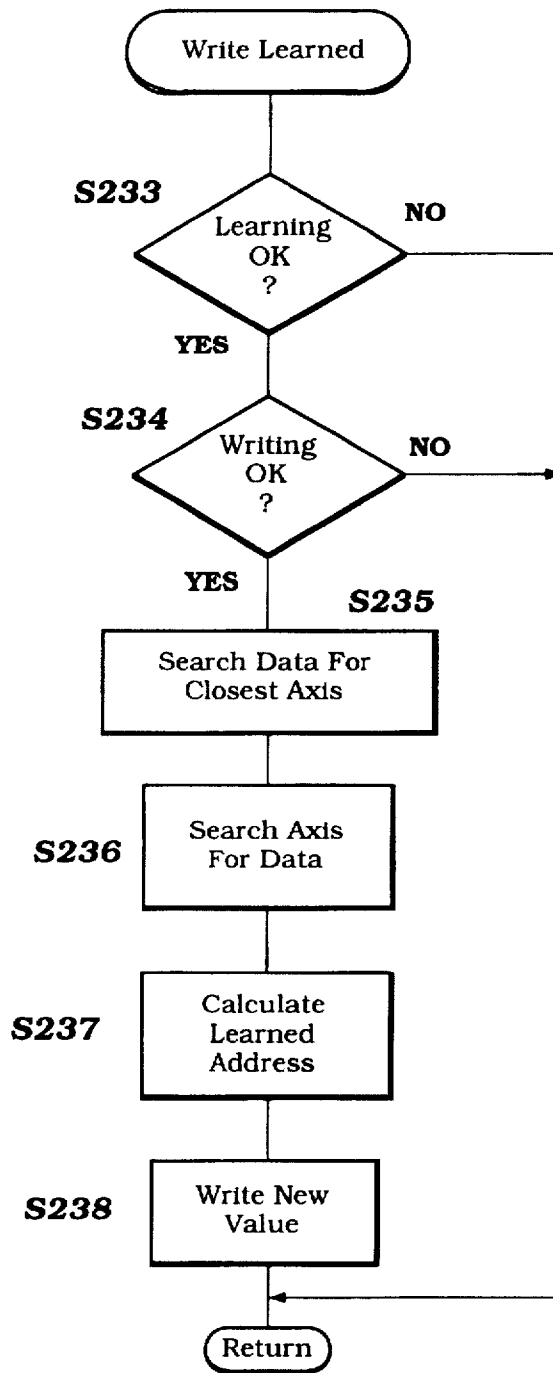 Write Learned
S233
Learning
OK
?
NO
YES
S234
Writing
OK
?
NO
YES
S235
Search Data For
Closest Axis
S236
Search Axis
For Data
S237
Calculate
Learned
Address
S238
Write New
Value
Return